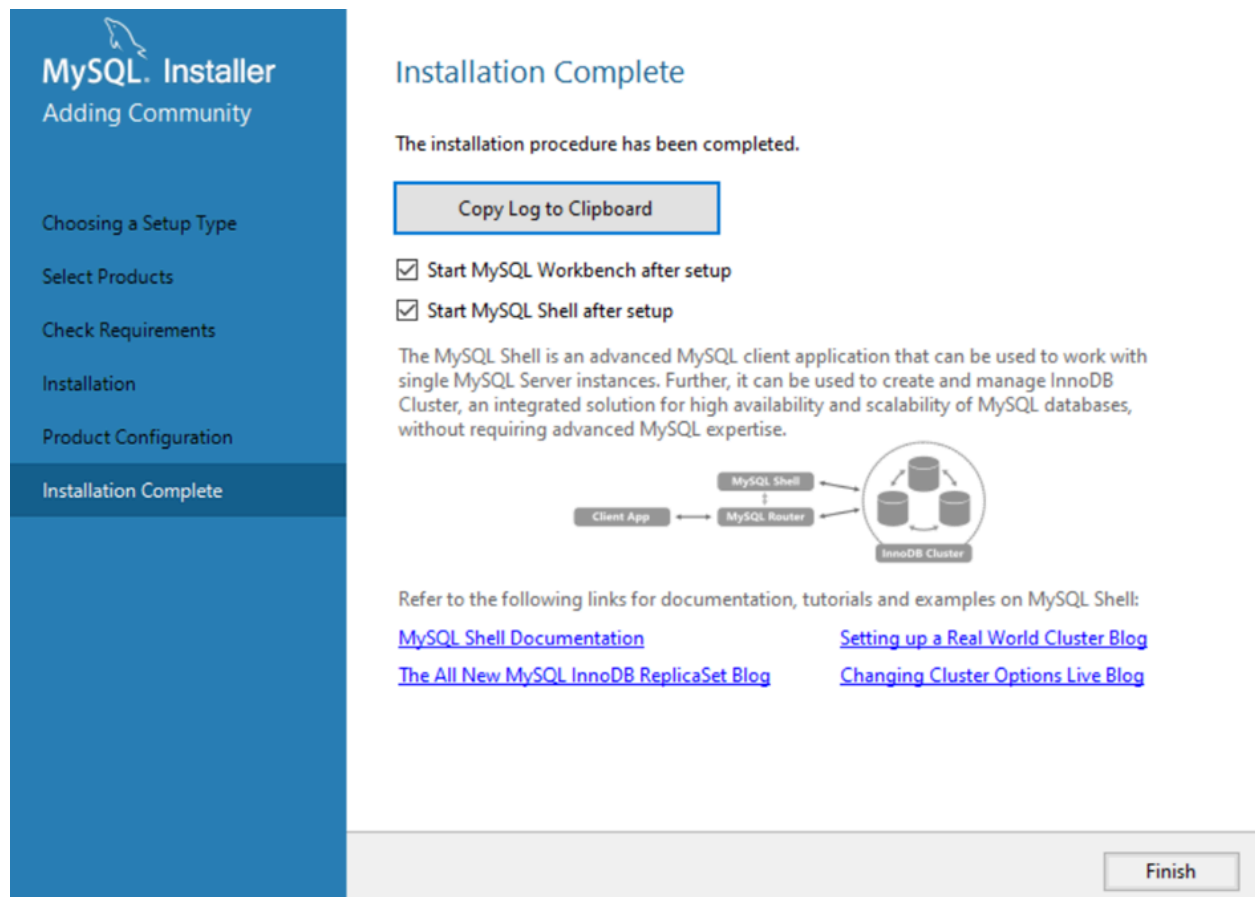 MySQL. Installer
Adding Community
Choosing a Setup Type
Select Products
Check Requirements
Installation
Product Configuration
Installation Complete
Installation Complete
The installation procedure has been completed.
Copy Log to Clipboard
Start MySQL Workbench after setup
Start MySQL Shell after setup
The MySQL Shell is an advanced MySQL client application that can be used to work with
single MySQL Server instances. Further, it can be used to create and manage InnoDB
Cluster, an integrated solution for high availability and scalability of MySQL databases,
without requiring advanced MySQL expertise.
MySQL Shell
Client App
MySQL Router
InnoDB Cluster
Refer to the following links for documentation, tutorials and examples on MySQL Shell:
MySQL Shell Documentation
Setting up a Real World Cluster Blog
The All New MySQL InnoDB ReplicaSet Blog
Changing Cluster Options Live Blog
Finish